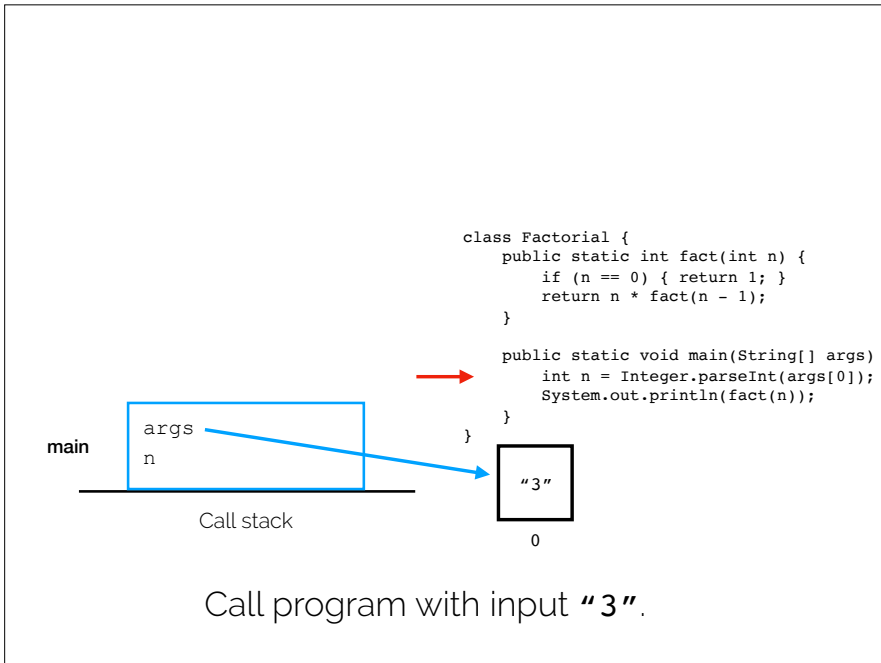 class Factorial {
    public static int fact(int n) {
        if (n == 0) { return 1; }
        return n * fact(n - 1);
    }
    public static void main(String[] args)
        int n = Integer.parseInt(args[0]);
        System.out.println(fact(n));
    }
}
main
args
n
Call stack
“3”
0
Call program with input “3”.